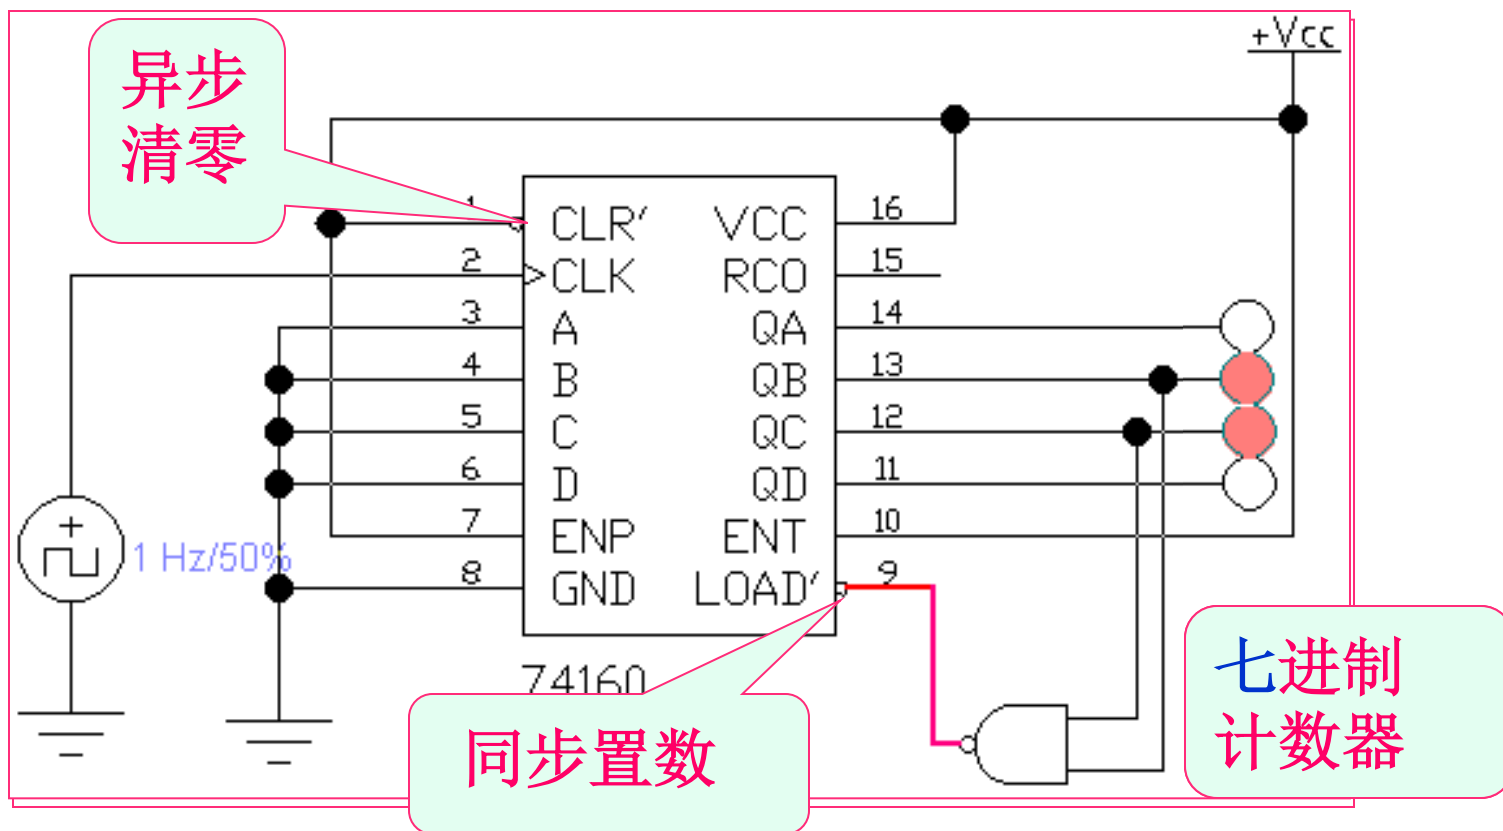 +Vcc
异步
清零
1
CLR′ VCC 16
2 CLK RCO 15
3 A QA 14
4 B QB 13
5 C QC 12
6 D QD 11
7 ENP ENT 10
8 GND LOAD′ 9
+
1 Hz/50%
74160
同步置数
七进制
计数器